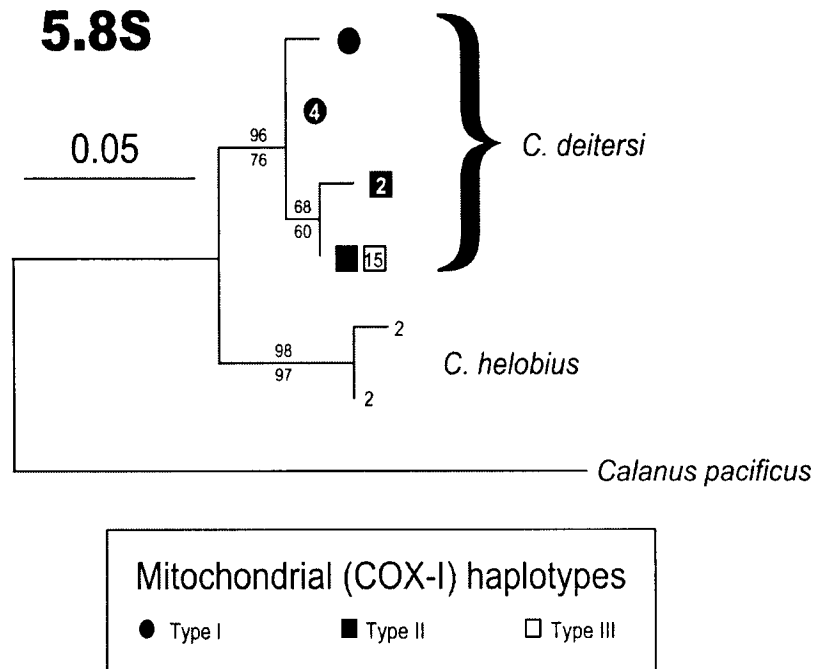 5.8S
0.05
96
76
4
C. deitersi
68
60
2
15
98
97
2
2
C. helobius
Calanus pacificus
Mitochondrial (COX-I) haplotypes
Type I
Type II
Type III